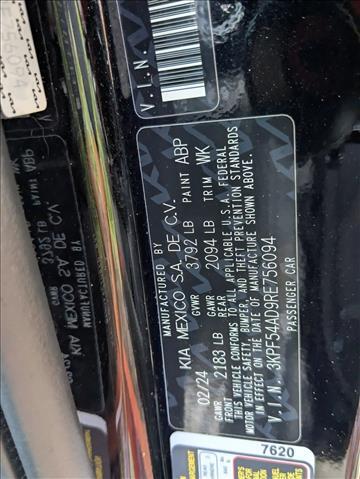 V.I.N.
MANUFACTURED BY
KIA MEXICO S.A. DE C.V.
02/24 GVWR 3792 LB PAINT ABP
GAWR FRONT 2183 LB GAWR REAR 2094 LB TRIM WK
THIS VEHICLE CONFORMS TO ALL APPLICABLE U.S.A. FEDERAL
MOTOR VEHICLE SAFETY, BUMPER, AND THEFT PREVENTION STANDARDS
IN EFFECT ON THE DATE OF MANUFACTURE SHOWN ABOVE.
V.I.N. 3KPF54AD9RE756094
PASSENGER CAR
7620